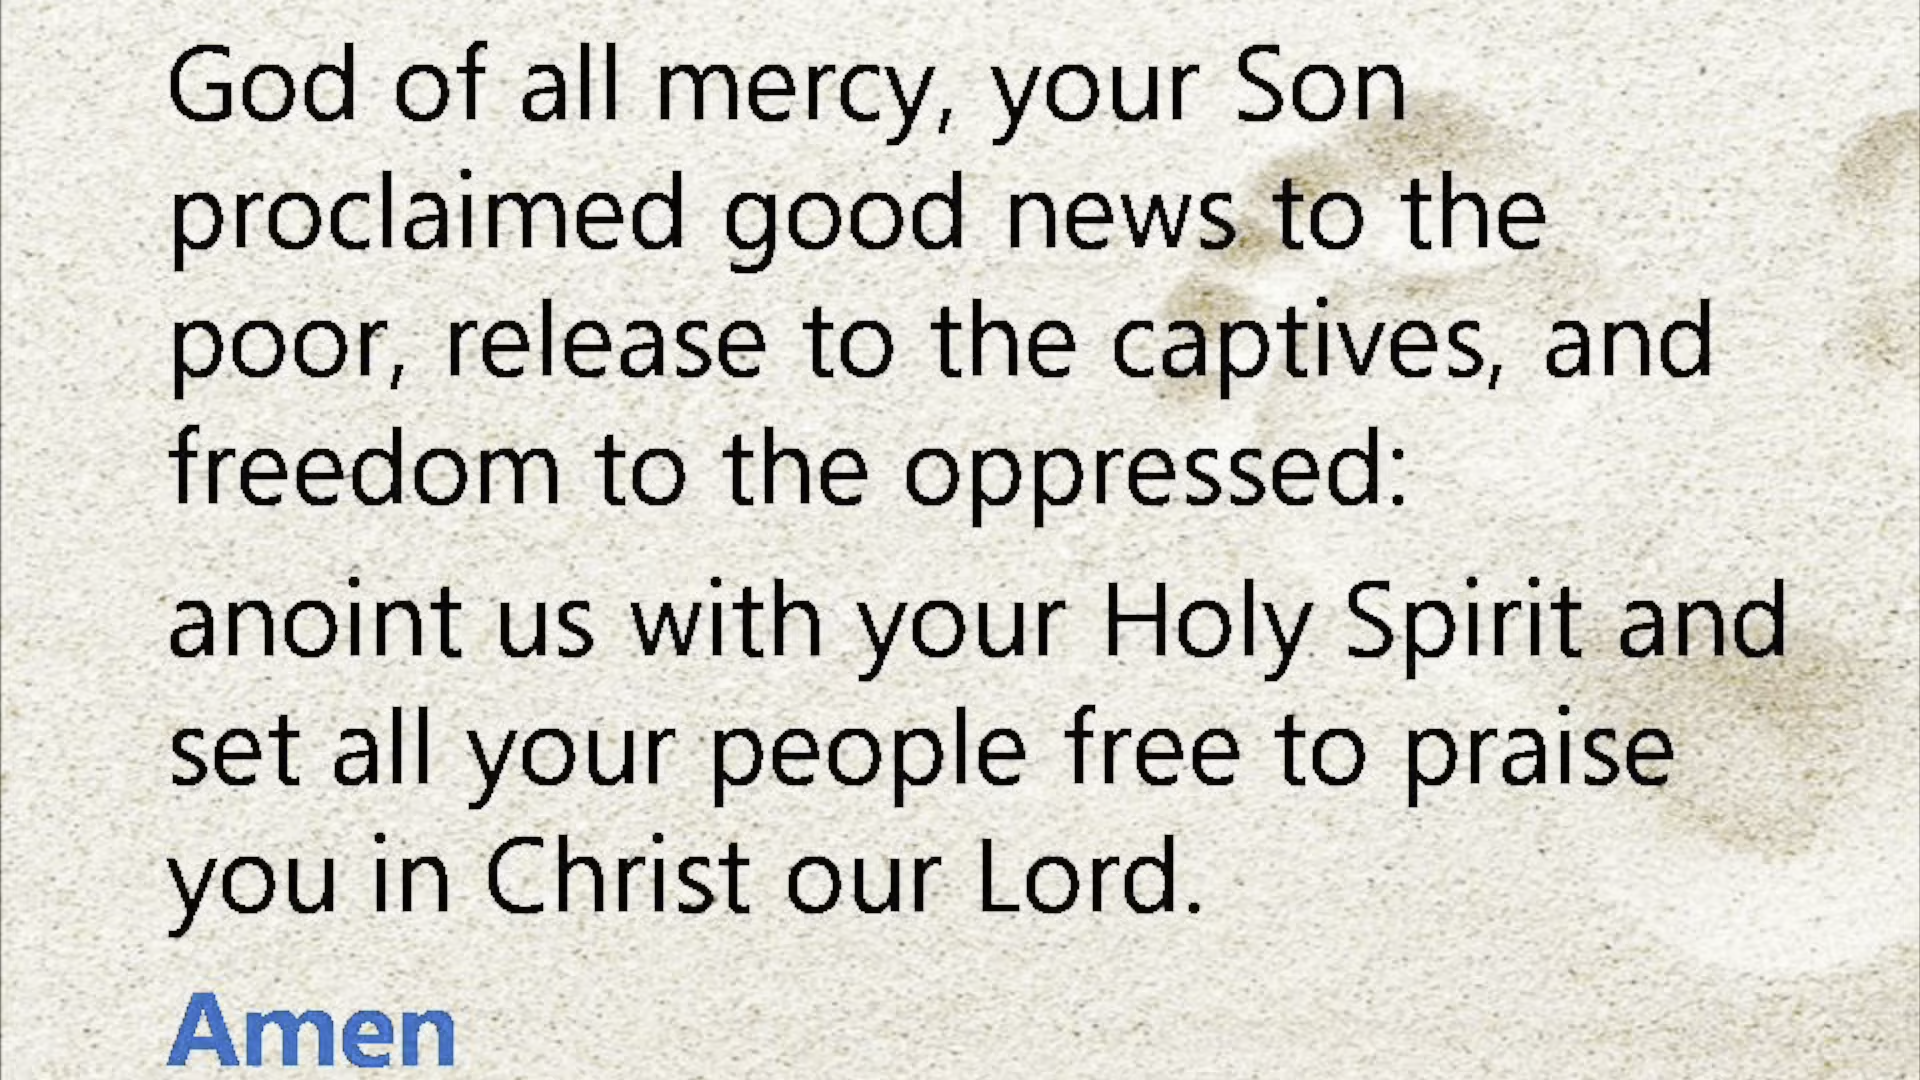 God of all mercy, your Son
proclaimed good news to the
poor, release to the captives, and
freedom to the oppressed:
anoint us with your Holy Spirit and
set all your people free to praise
you in Christ our Lord.
Amen